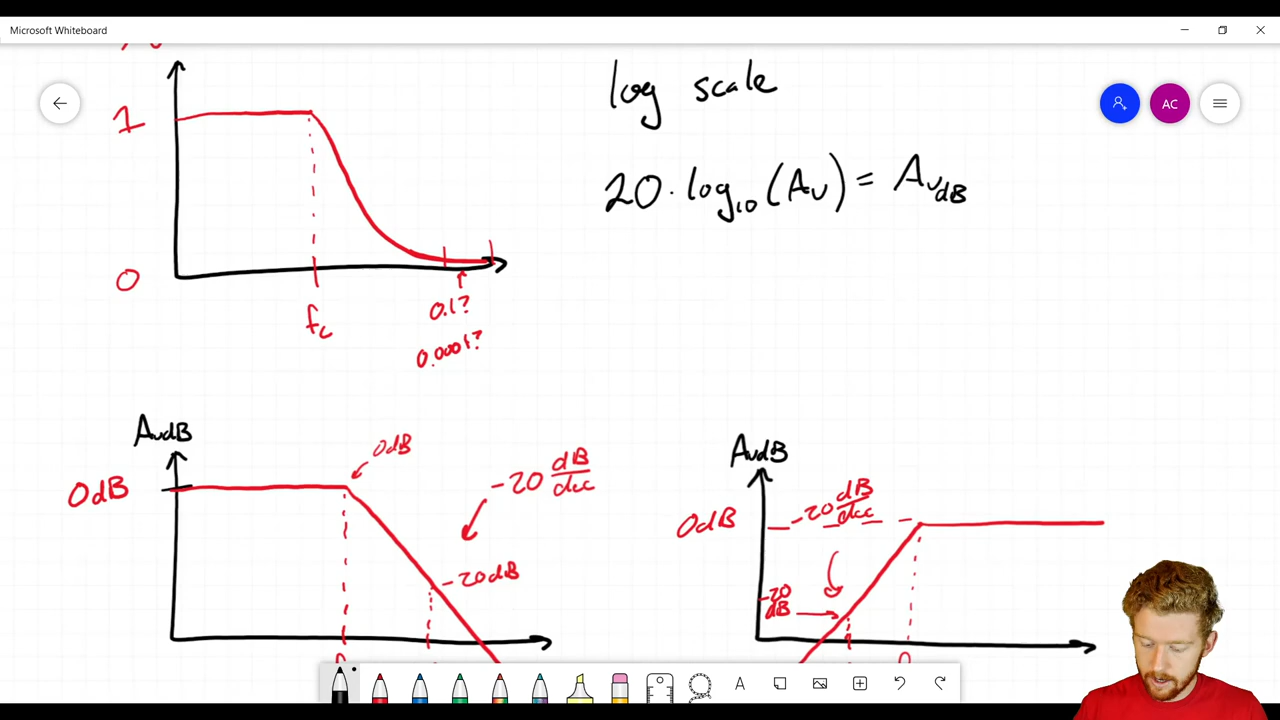 Microsoft Whiteboard
AC
log scale
1
20 · log10 (Av) = AvdB
0
fc
0.1?
0.0001?
AvdB
0dB
0dB
-20 dB/dec
-20dB
AvdB
0dB
-20 dB/dec
-20
dB
A